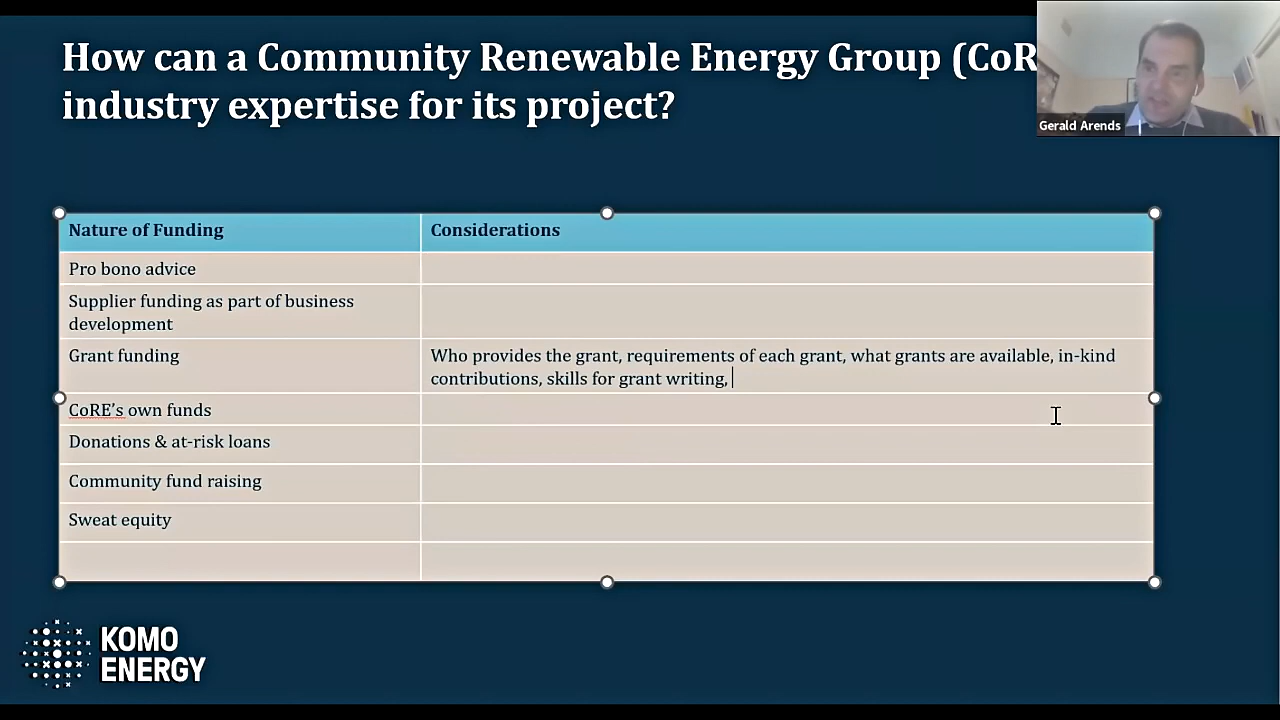 How can a Community Renewable Energy Group (CoR
industry expertise for its project?
Gerald Arends
Nature of Funding
Considerations
Pro bono advice
Supplier funding as part of business
development
Grant funding
Who provides the grant, requirements of each grant, what grants are available, in-kind
contributions, skills for grant writing,
CoRE's own funds
Donations & at-risk loans
Community fund raising
Sweat equity
KOMO
ENERGY